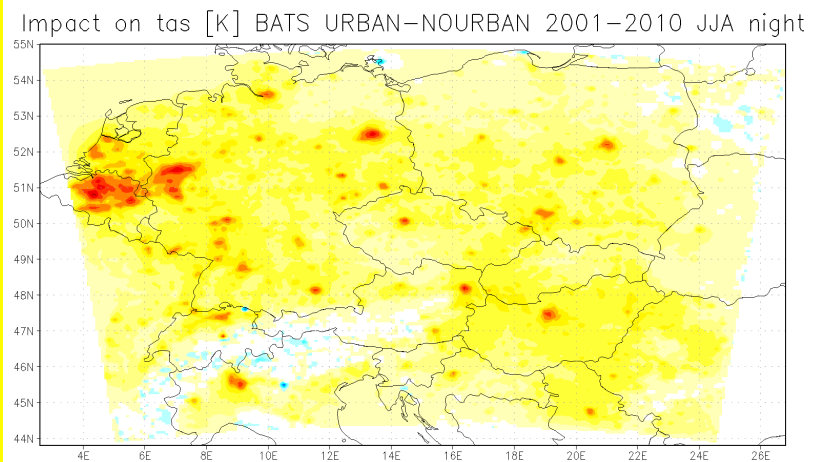 Impact on tas [K] BATS URBAN−NOURBAN 2001−2010 JJA night
55N
54N
53N
52N
51N
50N
49N
48N
47N
46N
45N
44N
4E 6E 8E 10E 12E 14E 16E 18E 20E 22E 24E 26E